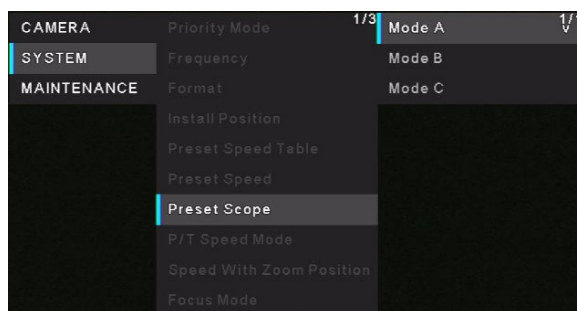 CAMERA
SYSTEM
MAINTENANCE
Priority Mode
1/3
Frequency
Format
Install Position
Preset Speed Table
Preset Speed
Preset Scope
P/T Speed Mode
Speed With Zoom Position
Focus Mode
Mode A
Mode B
Mode C